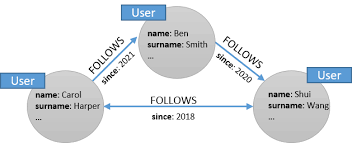 User
name: Ben
surname: Smith
...
FOLLOWS
since: 2021
FOLLOWS
since: 2020
User
name: Carol
surname: Harper
...
FOLLOWS
since: 2018
User
name: Shui
surname: Wang
...